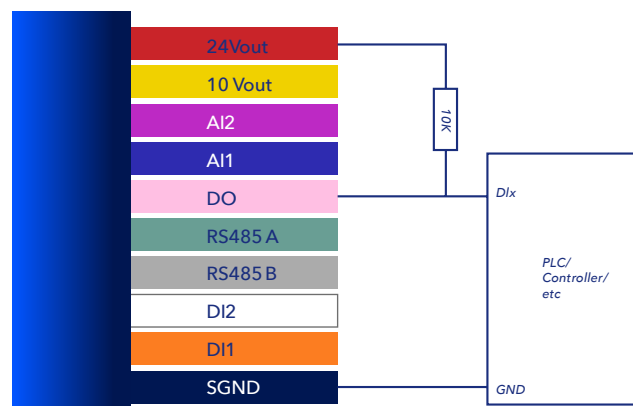 24Vout
10 Vout
AI2
AI1
DO
RS485 A
RS485 B
DI2
DI1
SGND
10K
DIx
PLC/
Controller/
etc
GND